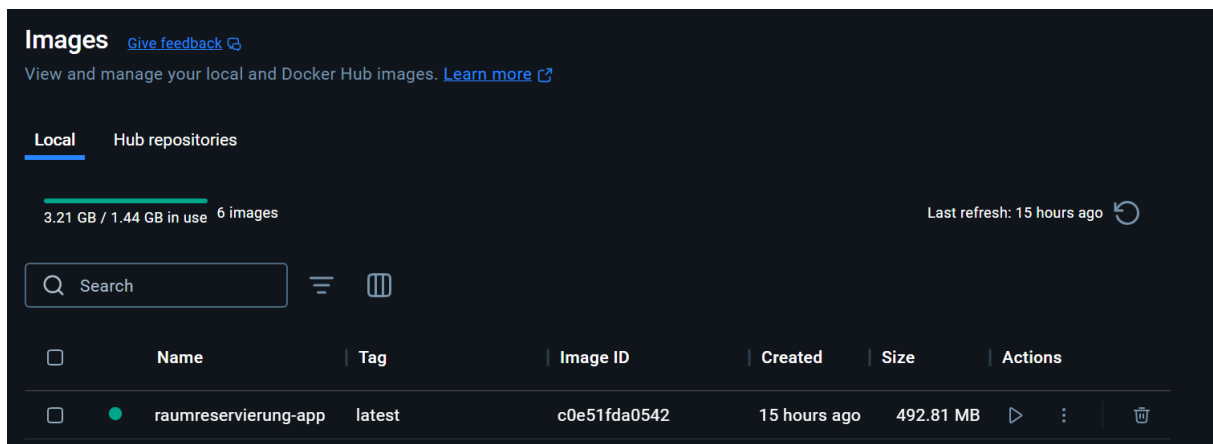 Images Give feedback
View and manage your local and Docker Hub images. Learn more
Local Hub repositories
3.21 GB / 1.44 GB in use 6 images Last refresh: 15 hours ago
Search
Name Tag Image ID Created Size Actions
raumreservierung-app latest c0e51fda0542 15 hours ago 492.81 MB